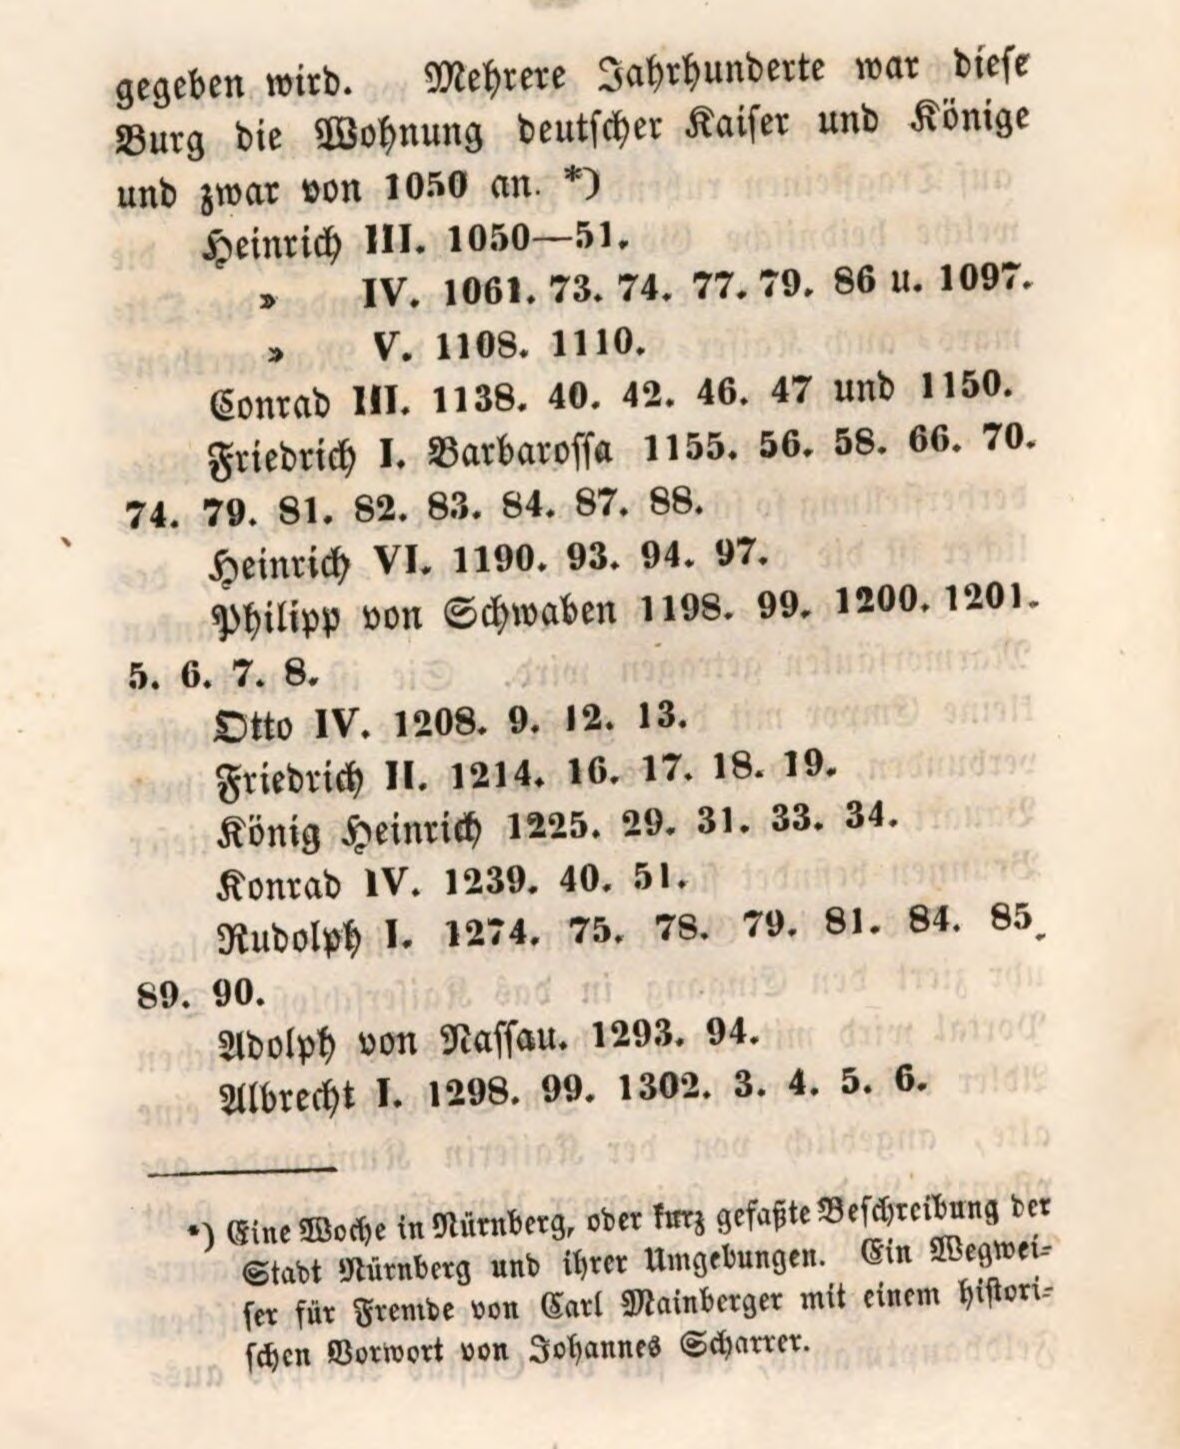 gegeben wird. Mehrere Jahrhunderte war diese
Burg die Wohnung deutscher Kaiser und Könige
und zwar von 1050 an. *)
Heinrich III. 1050—51.
» IV. 1061. 73. 74. 77. 79. 86 u. 1097.
» V. 1108. 1110.
Conrad III. 1138. 40. 42. 46. 47 und 1150.
Friedrich I. Barbarossa 1155. 56. 58. 66. 70.
74. 79. 81. 82. 83. 84. 87. 88.
Heinrich VI. 1190. 93. 94. 97.
Philipp von Schwaben 1198. 99. 1200. 1201.
5. 6. 7. 8.
Otto IV. 1208. 9. 12. 13.
Friedrich II. 1214. 16. 17. 18. 19.
König Heinrich 1225. 29. 31. 33. 34.
Konrad IV. 1239. 40. 51.
Rudolph I. 1274. 75. 78. 79. 81. 84. 85.
89. 90.
Adolph von Nassau. 1293. 94.
Albrecht I. 1298. 99. 1302. 3. 4. 5. 6.
*) Eine Woche in Nürnberg, oder kurz gefaßte Beschreibung der
Stadt Nürnberg und ihrer Umgebungen. Ein Wegwei-
ser für Fremde von Carl Mainberger mit einem histori-
schen Vorwort von Johannes Scharrer.